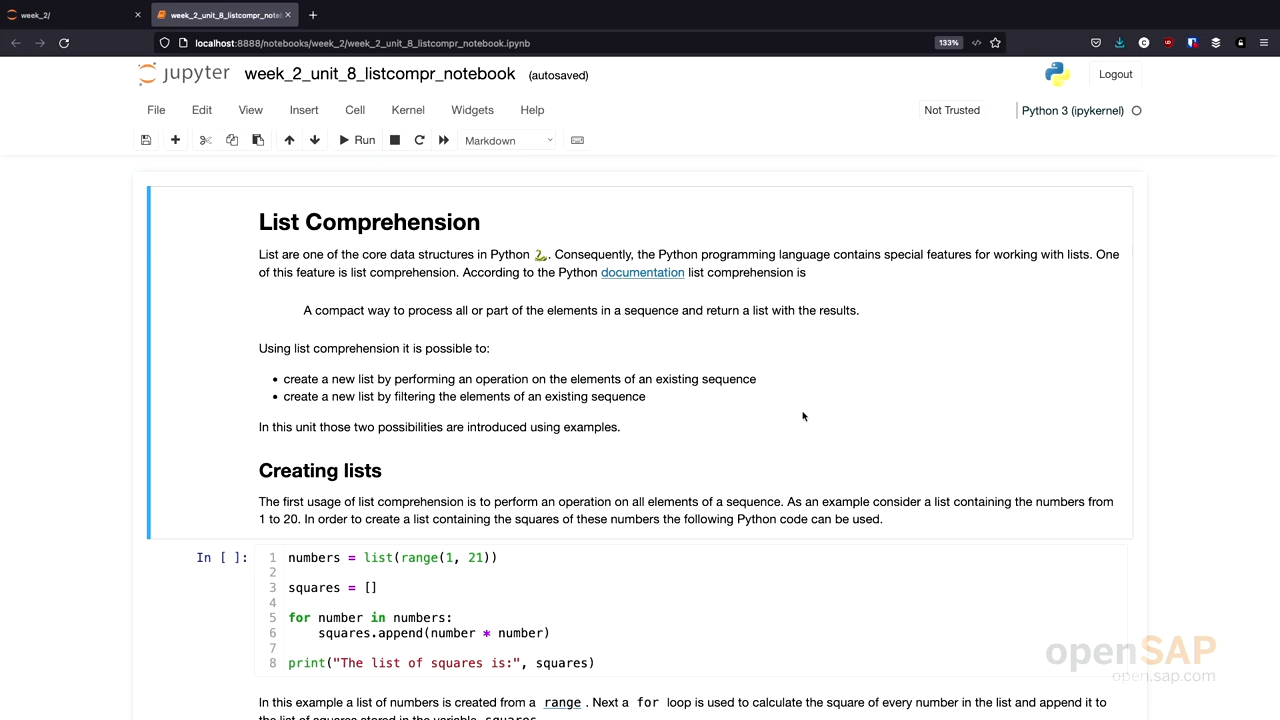 week_2/
week_2_unit_8_listcompr_note
localhost:8888/notebooks/week_2/week_2_unit_8_listcompr_notebook.ipynb
133%
jupyter week_2_unit_8_listcompr_notebook (autosaved)
Logout
File Edit View Insert Cell Kernel Widgets Help
Not Trusted
Python 3 (ipykernel)
Run
Markdown
List Comprehension
List are one of the core data structures in Python 🐍. Consequently, the Python programming language contains special features for working with lists. One
of this feature is list comprehension. According to the Python documentation list comprehension is
A compact way to process all or part of the elements in a sequence and return a list with the results.
Using list comprehension it is possible to:
• create a new list by performing an operation on the elements of an existing sequence
• create a new list by filtering the elements of an existing sequence
In this unit those two possibilities are introduced using examples.
Creating lists
The first usage of list comprehension is to perform an operation on all elements of a sequence. As an example consider a list containing the numbers from
1 to 20. In order to create a list containing the squares of these numbers the following Python code can be used.
In [ ]:
1 numbers = list(range(1, 21))
2
3 squares = []
4
5 for number in numbers:
6     squares.append(number * number)
7
8 print("The list of squares is:", squares)
openSAP
open.sap.com
In this example a list of numbers is created from a range . Next a for loop is used to calculate the square of every number in the list and append it to
the list of squares stored in the variable squares